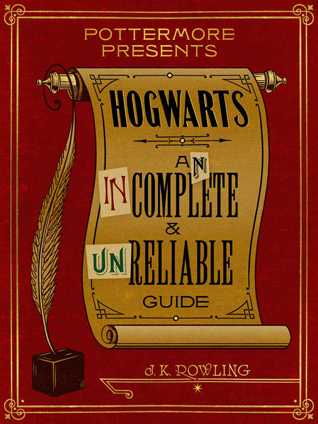 POTTERMORE
PRESENTS
HOGWARTS
AN
INCOMPLETE
&
UNRELIABLE
GUIDE
J.K. ROWLING